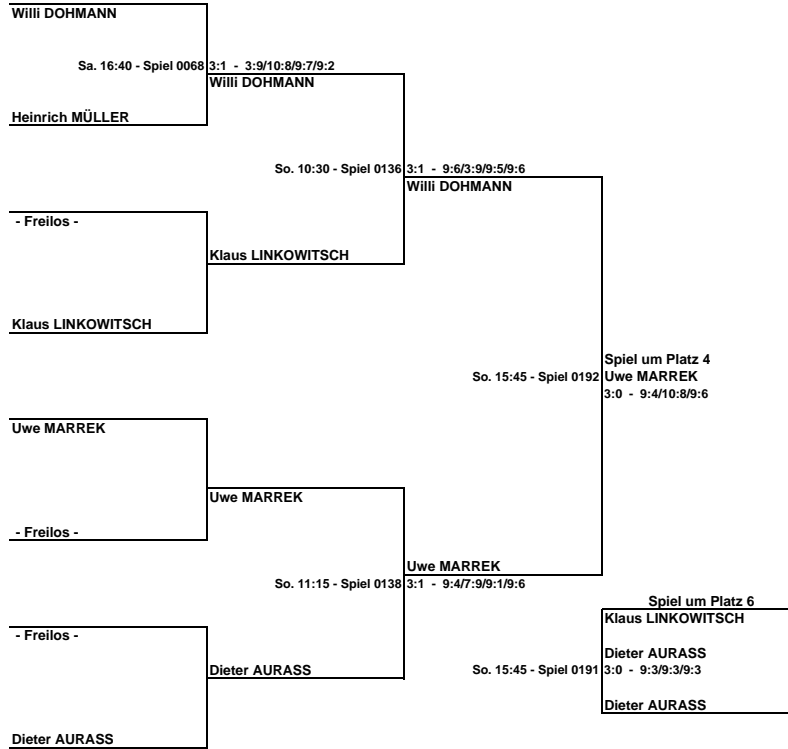 Willi DOHMANN
Sa. 16:40 - Spiel 0068 3:1 - 3:9/10:8/9:7/9:2
Willi DOHMANN
Heinrich MÜLLER
So. 10:30 - Spiel 0136 3:1 - 9:6/3:9/9:5/9:6
Willi DOHMANN
- Freilos -
Klaus LINKOWITSCH
Klaus LINKOWITSCH
Spiel um Platz 4
So. 15:45 - Spiel 0192 Uwe MARREK
3:0 - 9:4/10:8/9:6
Uwe MARREK
Uwe MARREK
- Freilos -
Uwe MARREK
So. 11:15 - Spiel 0138 3:1 - 9:4/7:9/9:1/9:6
Spiel um Platz 6
Klaus LINKOWITSCH
- Freilos -
Dieter AURASS
Dieter AURASS
So. 15:45 - Spiel 0191 3:0 - 9:3/9:3/9:3
Dieter AURASS
Dieter AURASS